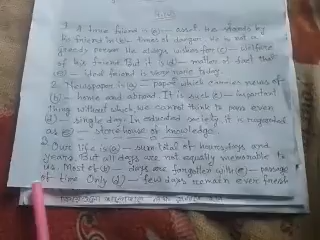 1. A true friend is (a)— asset. He stands by
his friend in (b)— times of danger. He is not a
greedy person. He always wishes for (c)— welfare
of his friend. But it is (d)— matter of that
(e)— ideal friend is very rare today.
2. Newspaper is (a)— paper which carries news of
(b)— home and abroad. It is such (c)— important
thing without which we cannot think to pass even
(d)— single day. In educated society it is regarded
as (e)— store house of knowledge.
3. Our life is (a)— sum total of hours, days and
years. But all days are not equally memorable to
us. Most of (b)— days are forgotten with (c)— passage
of time. Only (d)— few days remain ever fresh